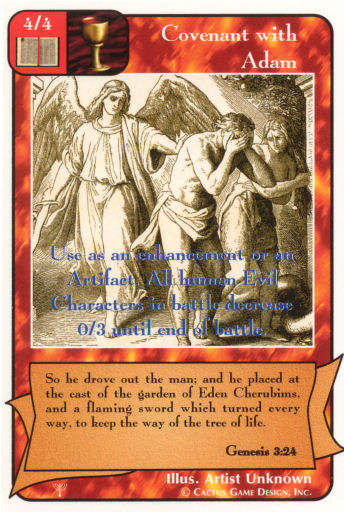 4/4
Covenant with
Adam
Use as an enhancement or an
Artifact. All human Evil
Characters in battle decrease
0/3 until end of battle.
So he drove out the man; and he placed at
the east of the garden of Eden Cherubims,
and a flaming sword which turned every
way, to keep the way of the tree of life.
Genesis 3:24
Illus. Artist Unknown
© Cactus Game Design, Inc.